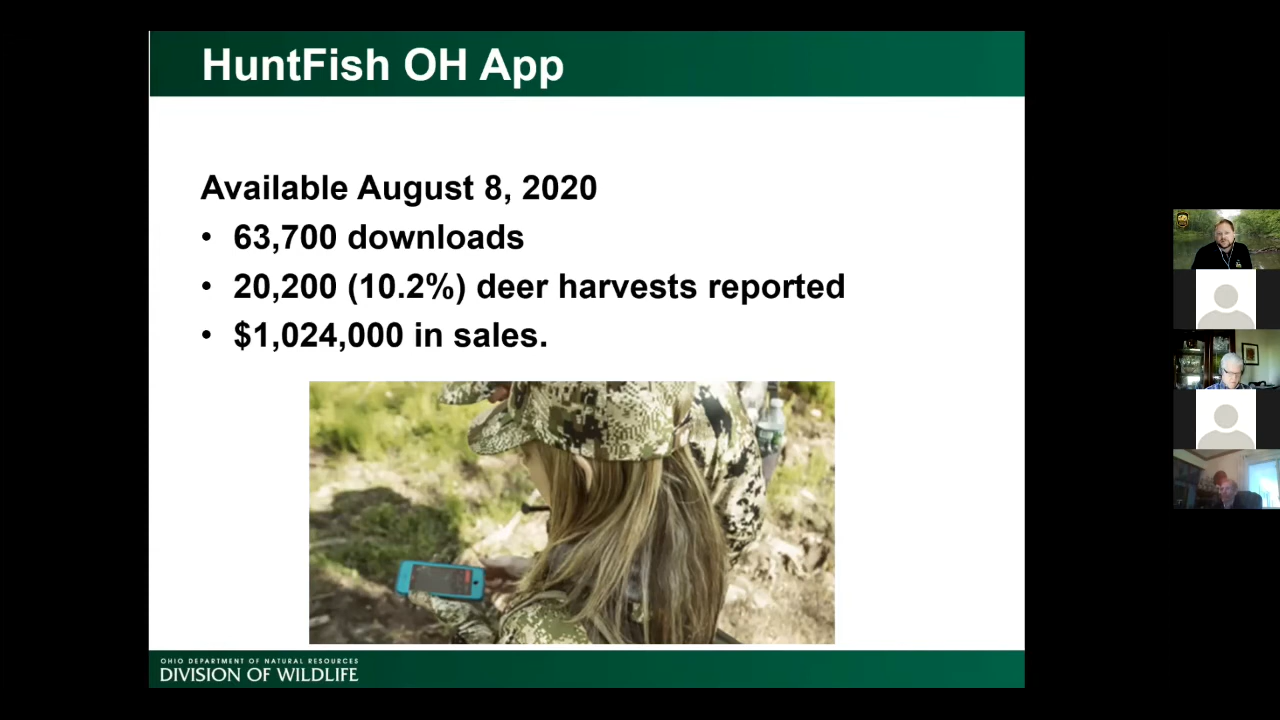 HuntFish OH App
Available August 8, 2020
• 63,700 downloads
• 20,200 (10.2%) deer harvests reported
• $1,024,000 in sales.
OHIO DEPARTMENT OF NATURAL RESOURCES
DIVISION OF WILDLIFE